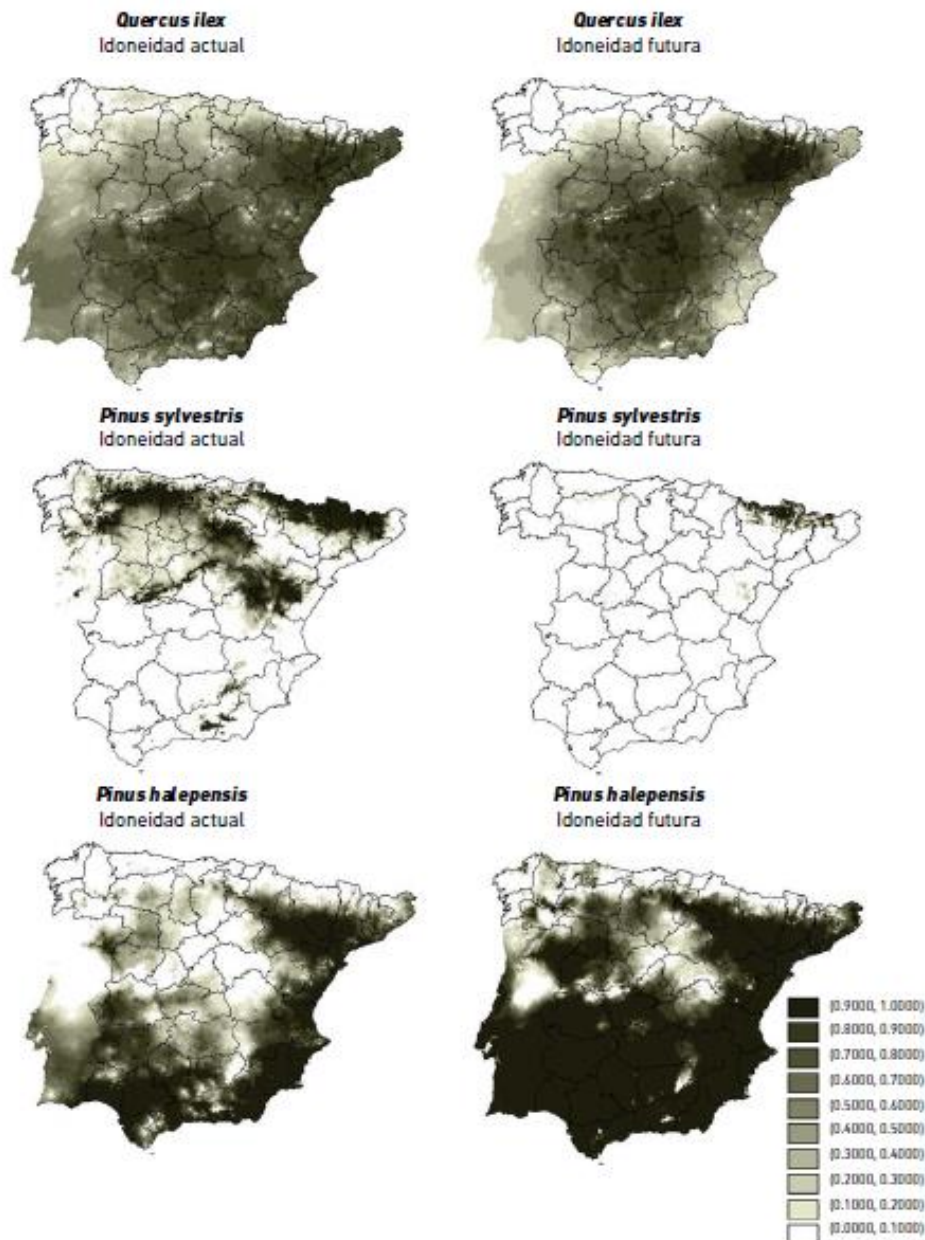 Quercus ilex
Idoneidad actual
Quercus ilex
Idoneidad futura
Pinus sylvestris
Idoneidad actual
Pinus sylvestris
Idoneidad futura
Pinus halepensis
Idoneidad actual
Pinus halepensis
Idoneidad futura
(0.9000, 1.0000)
(0.8000, 0.9000)
(0.7000, 0.8000)
(0.6000, 0.7000)
(0.5000, 0.6000)
(0.4000, 0.5000)
(0.3000, 0.4000)
(0.2000, 0.3000)
(0.1000, 0.2000)
(0.0000, 0.1000)